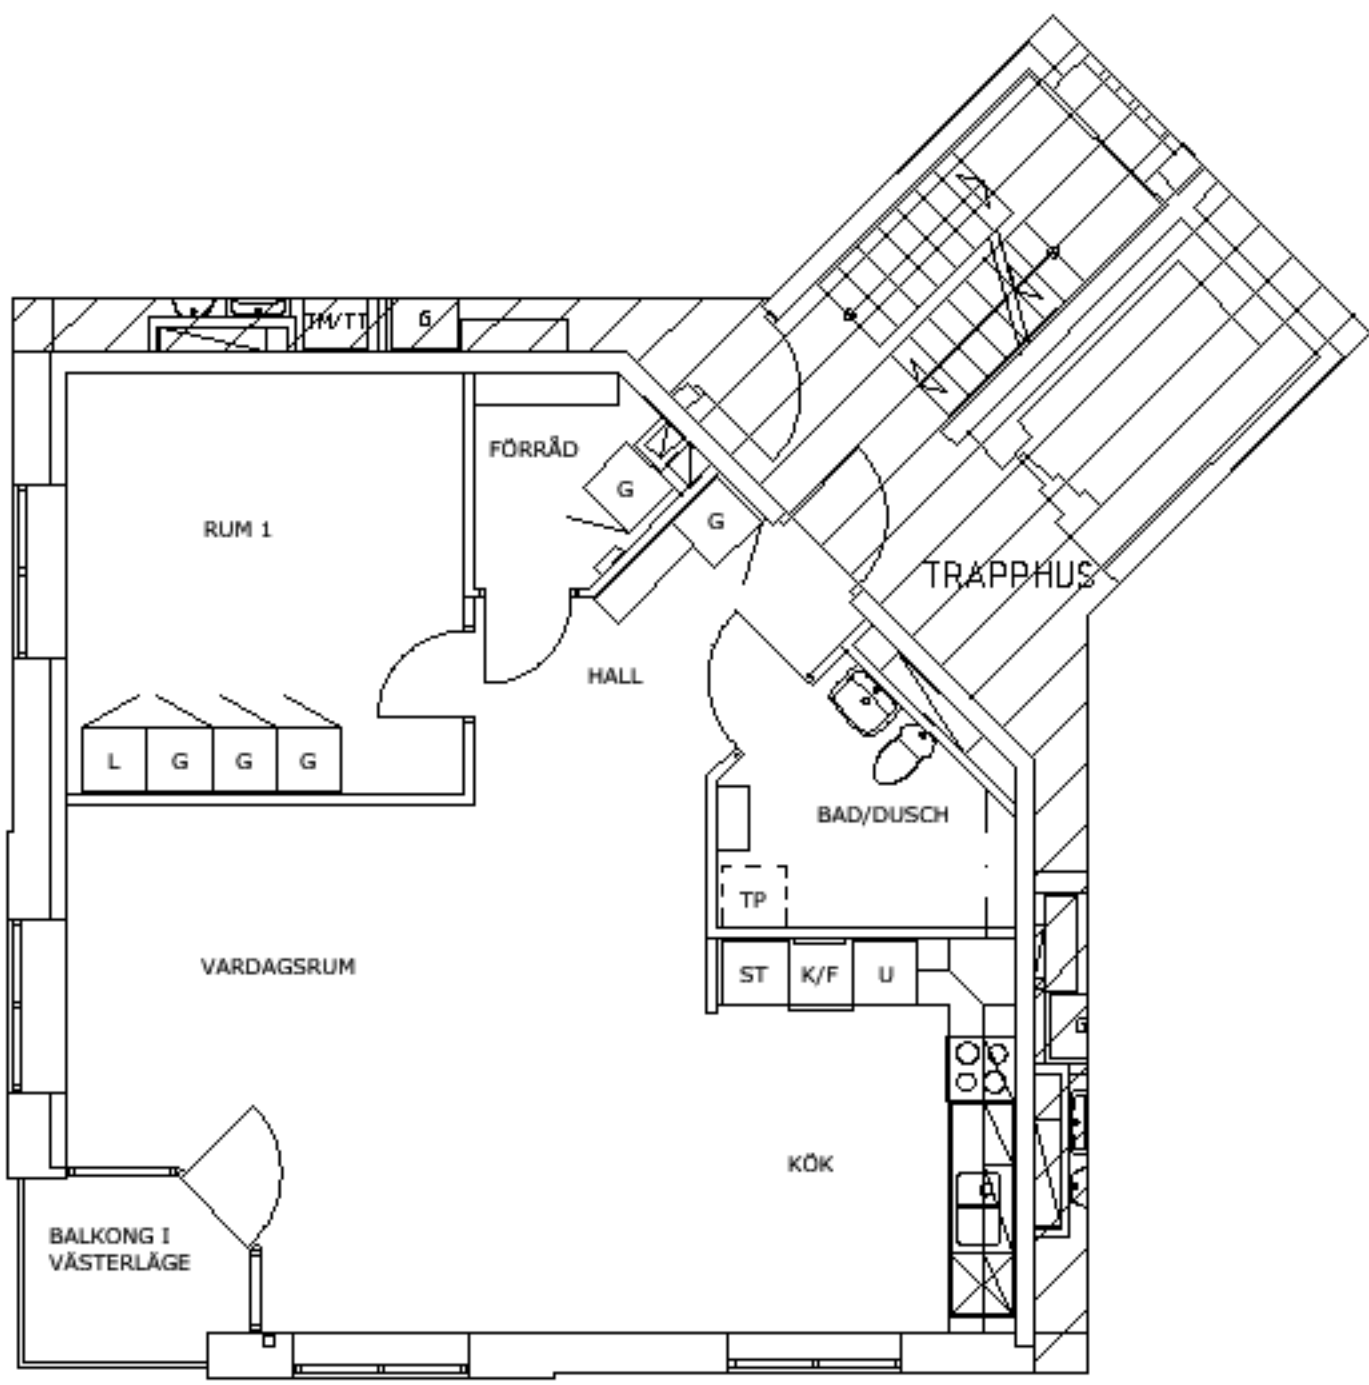 TM/TT G
FÖRRÅD
G
G
RUM 1
TRAPPHUS
HALL
L G G G
BAD/DUSCH
TP
VARDAGSRUM
ST K/F U
G
KÖK
BALKONG I
VÄSTERLÄGE